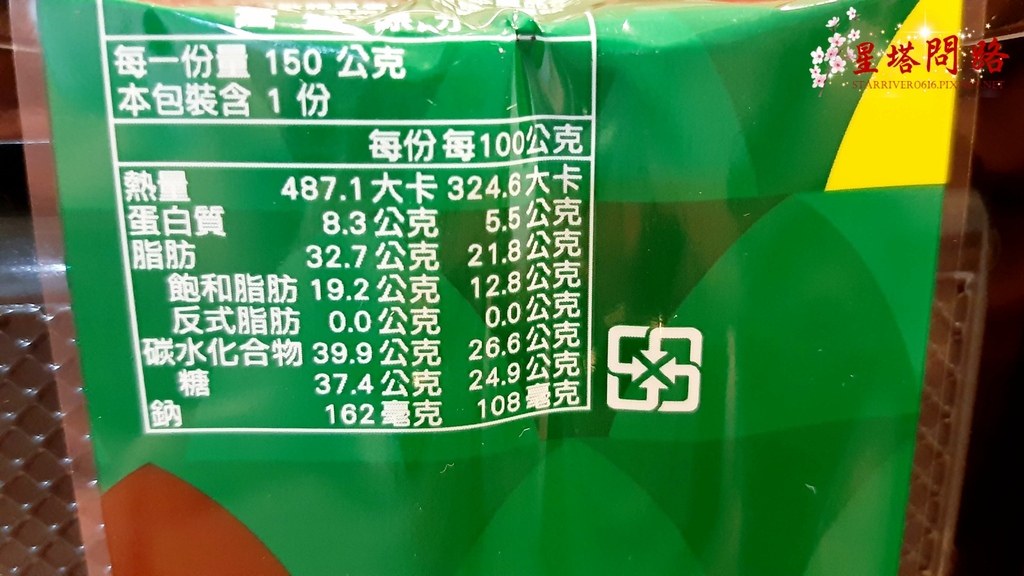 星塔問路
STARRIVER0616.PIXNET.NET
每一份量 150 公克
本包裝含 1 份
每份 每100公克
熱量 487.1 大卡 324.6 大卡
蛋白質 8.3 公克 5.5 公克
脂肪 32.7 公克 21.8 公克
飽和脂肪 19.2 公克 12.8 公克
反式脂肪 0.0 公克 0.0 公克
碳水化合物 39.9 公克 26.6 公克
糖 37.4 公克 24.9 公克
鈉 162 毫克 108 毫克